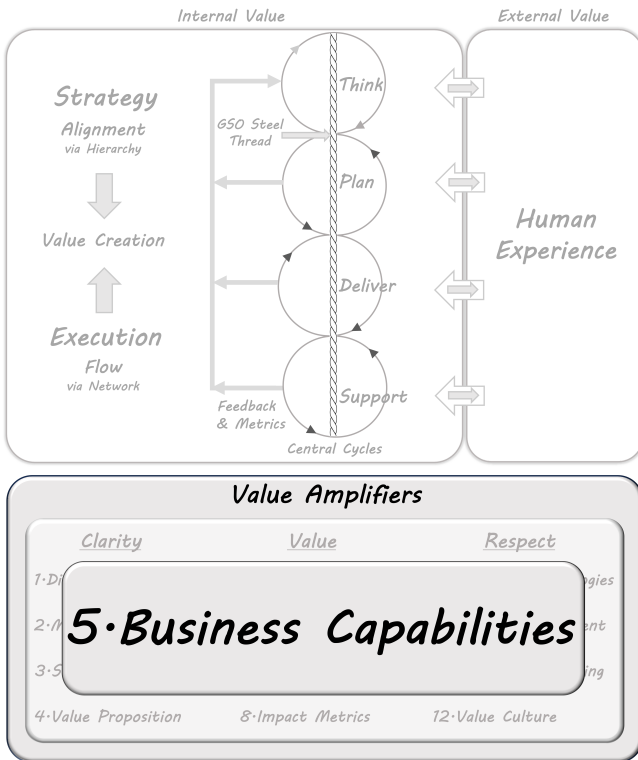 Internal Value
External Value
Strategy
Alignment
via Hierarchy
Value Creation
Execution
Flow
via Network
GSO Steel
Thread
Think
Plan
Deliver
Support
Feedback
& Metrics
Central Cycles
Human
Experience
Value Amplifiers
Clarity Value Respect
5·Business Capabilities
4·Value Proposition 8·Impact Metrics 12·Value Culture